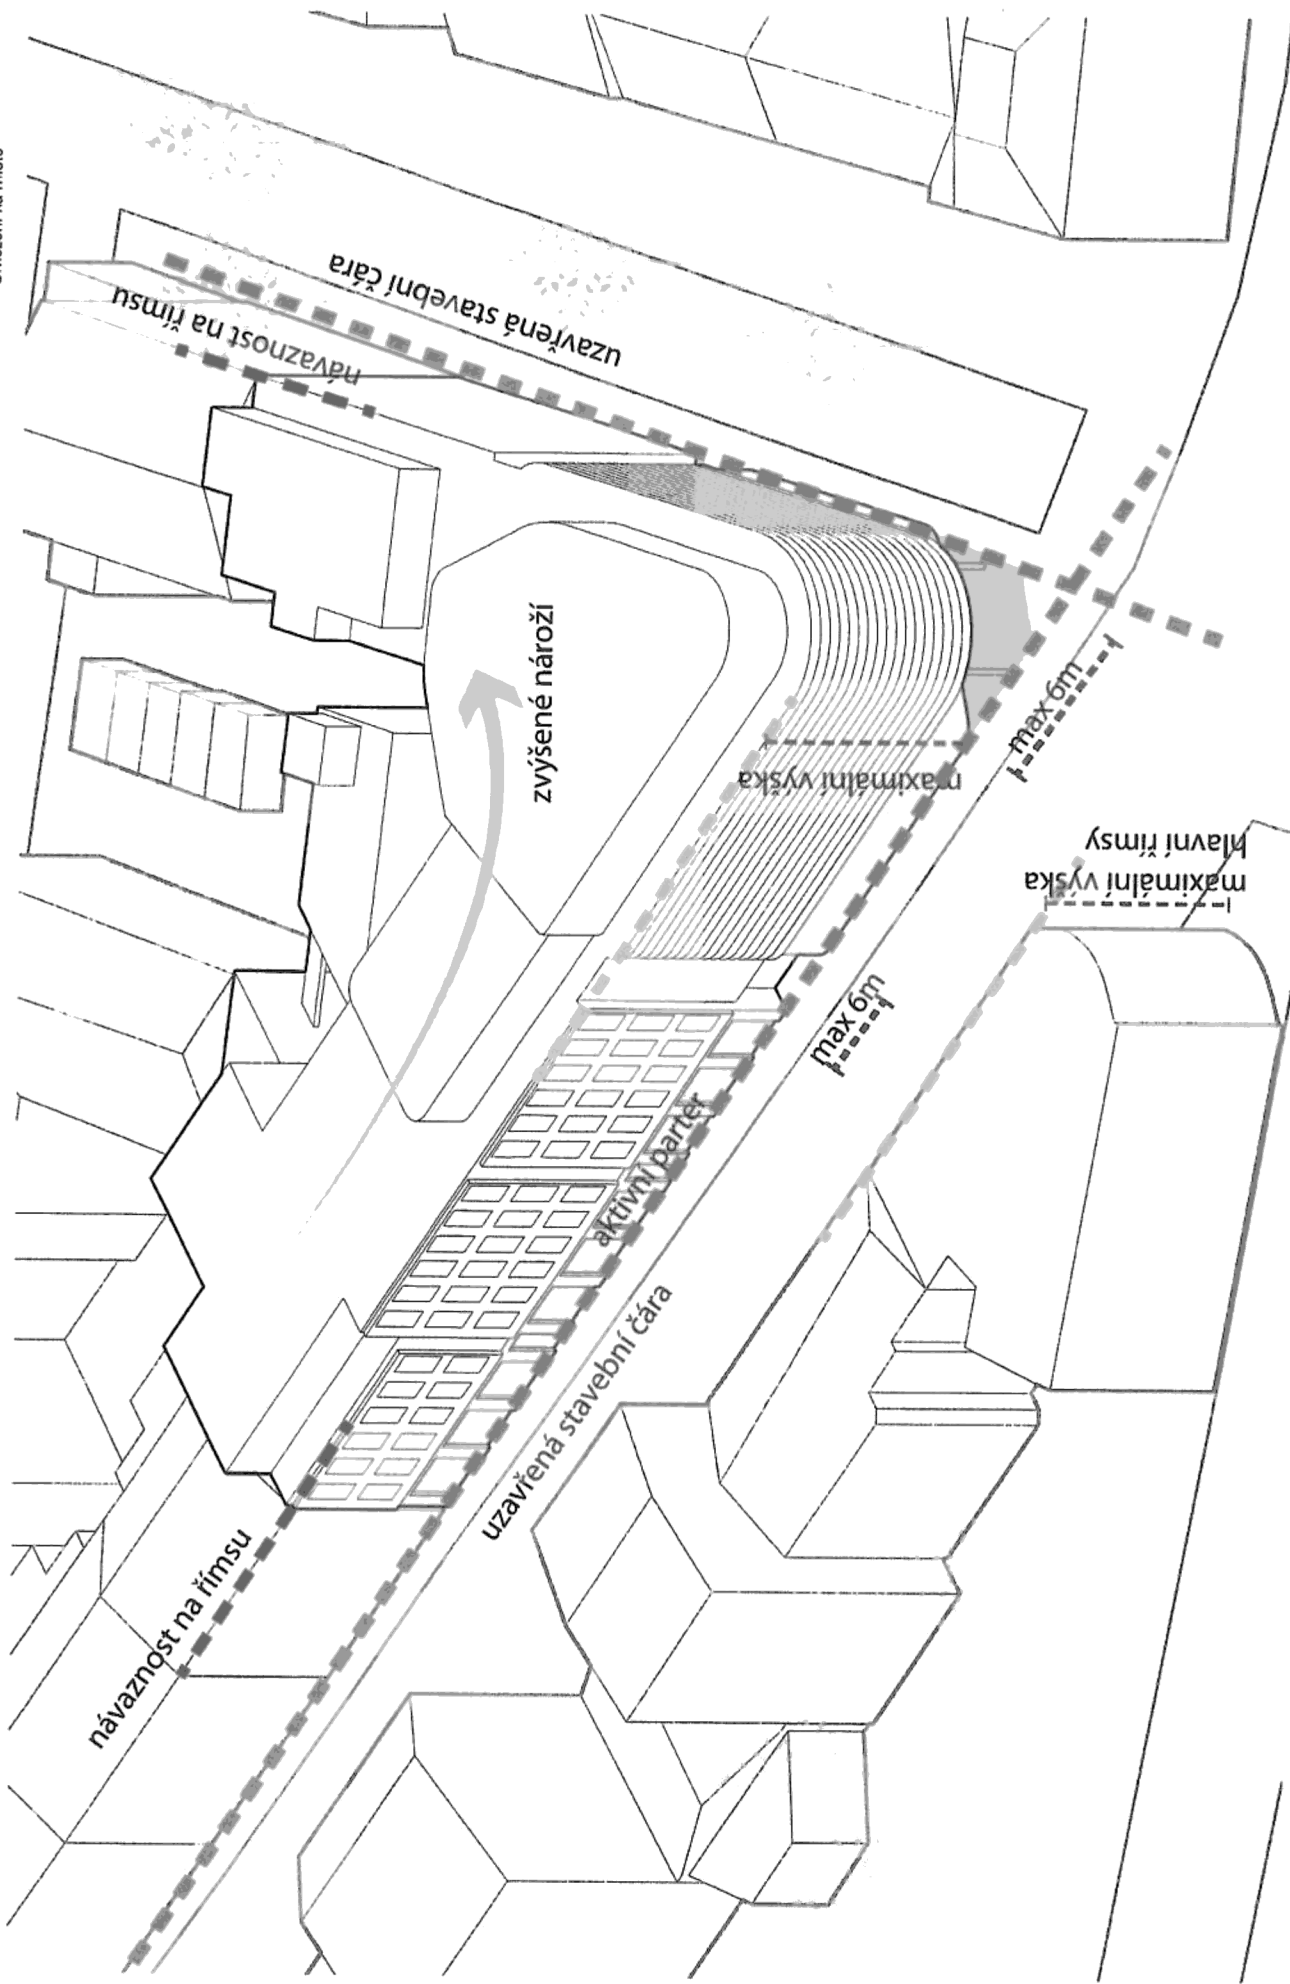 návaznost na římsu
uzavřená stavební čára
zvýšené nároží
maximální výška
max 6m
maximální výška
hlavní římsy
max 6m
aktivní parter
uzavřená stavební čára
návaznost na římsu